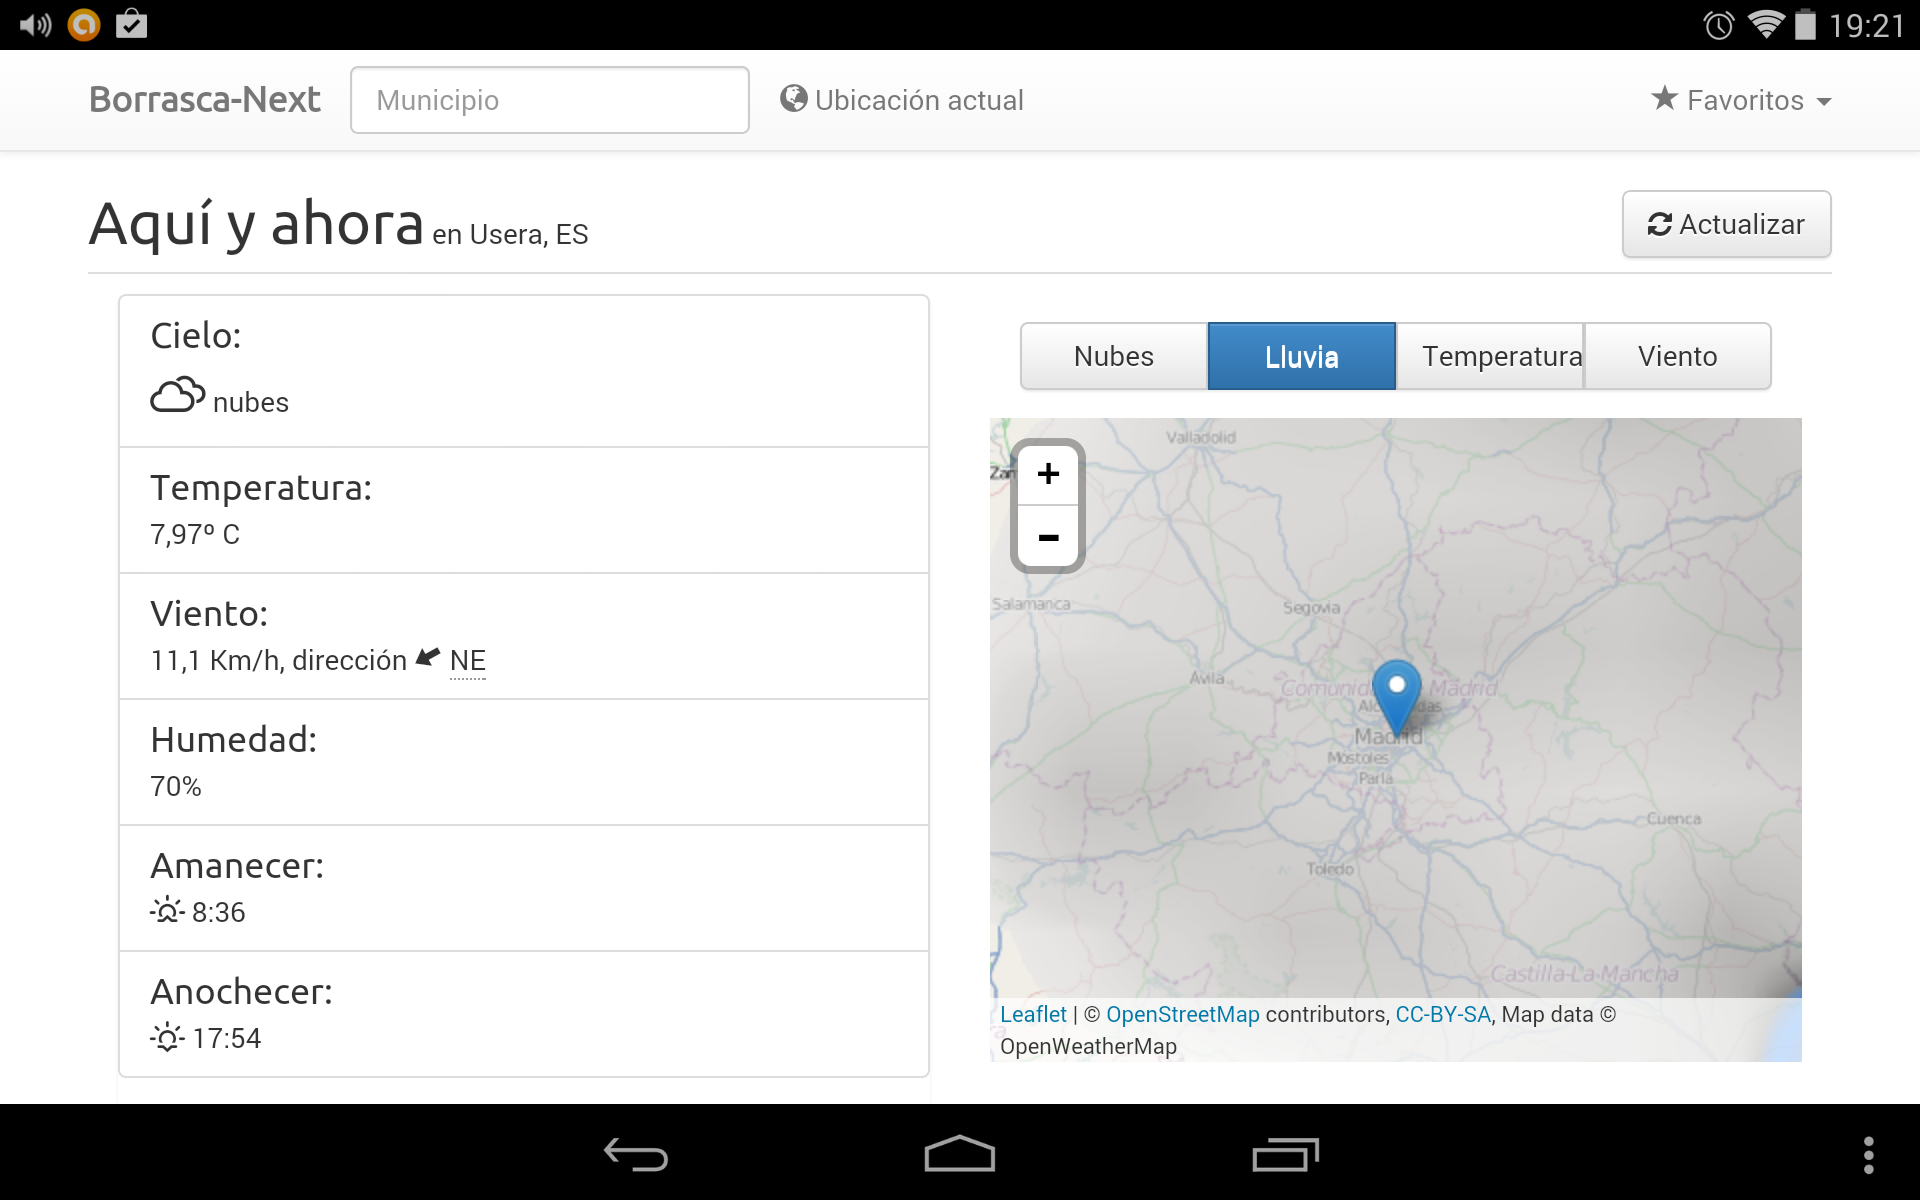 19:21
Borrasca-Next
Municipio
Ubicación actual
Favoritos
Aquí y ahora en Usera, ES
Actualizar
Cielo:
nubes
Temperatura:
7,97º C
Viento:
11,1 Km/h, dirección NE
Humedad:
70%
Amanecer:
8:36
Anochecer:
17:54
Nubes
Lluvia
Temperatura
Viento
+
-
Valladolid
Zam
Salamanca
Segovia
Ávila
Madrid
Madrid
Móstoles
Parla
Cuenca
Toledo
Castilla-La Mancha
Leaflet | © OpenStreetMap contributors, CC-BY-SA, Map data ©
OpenWeatherMap